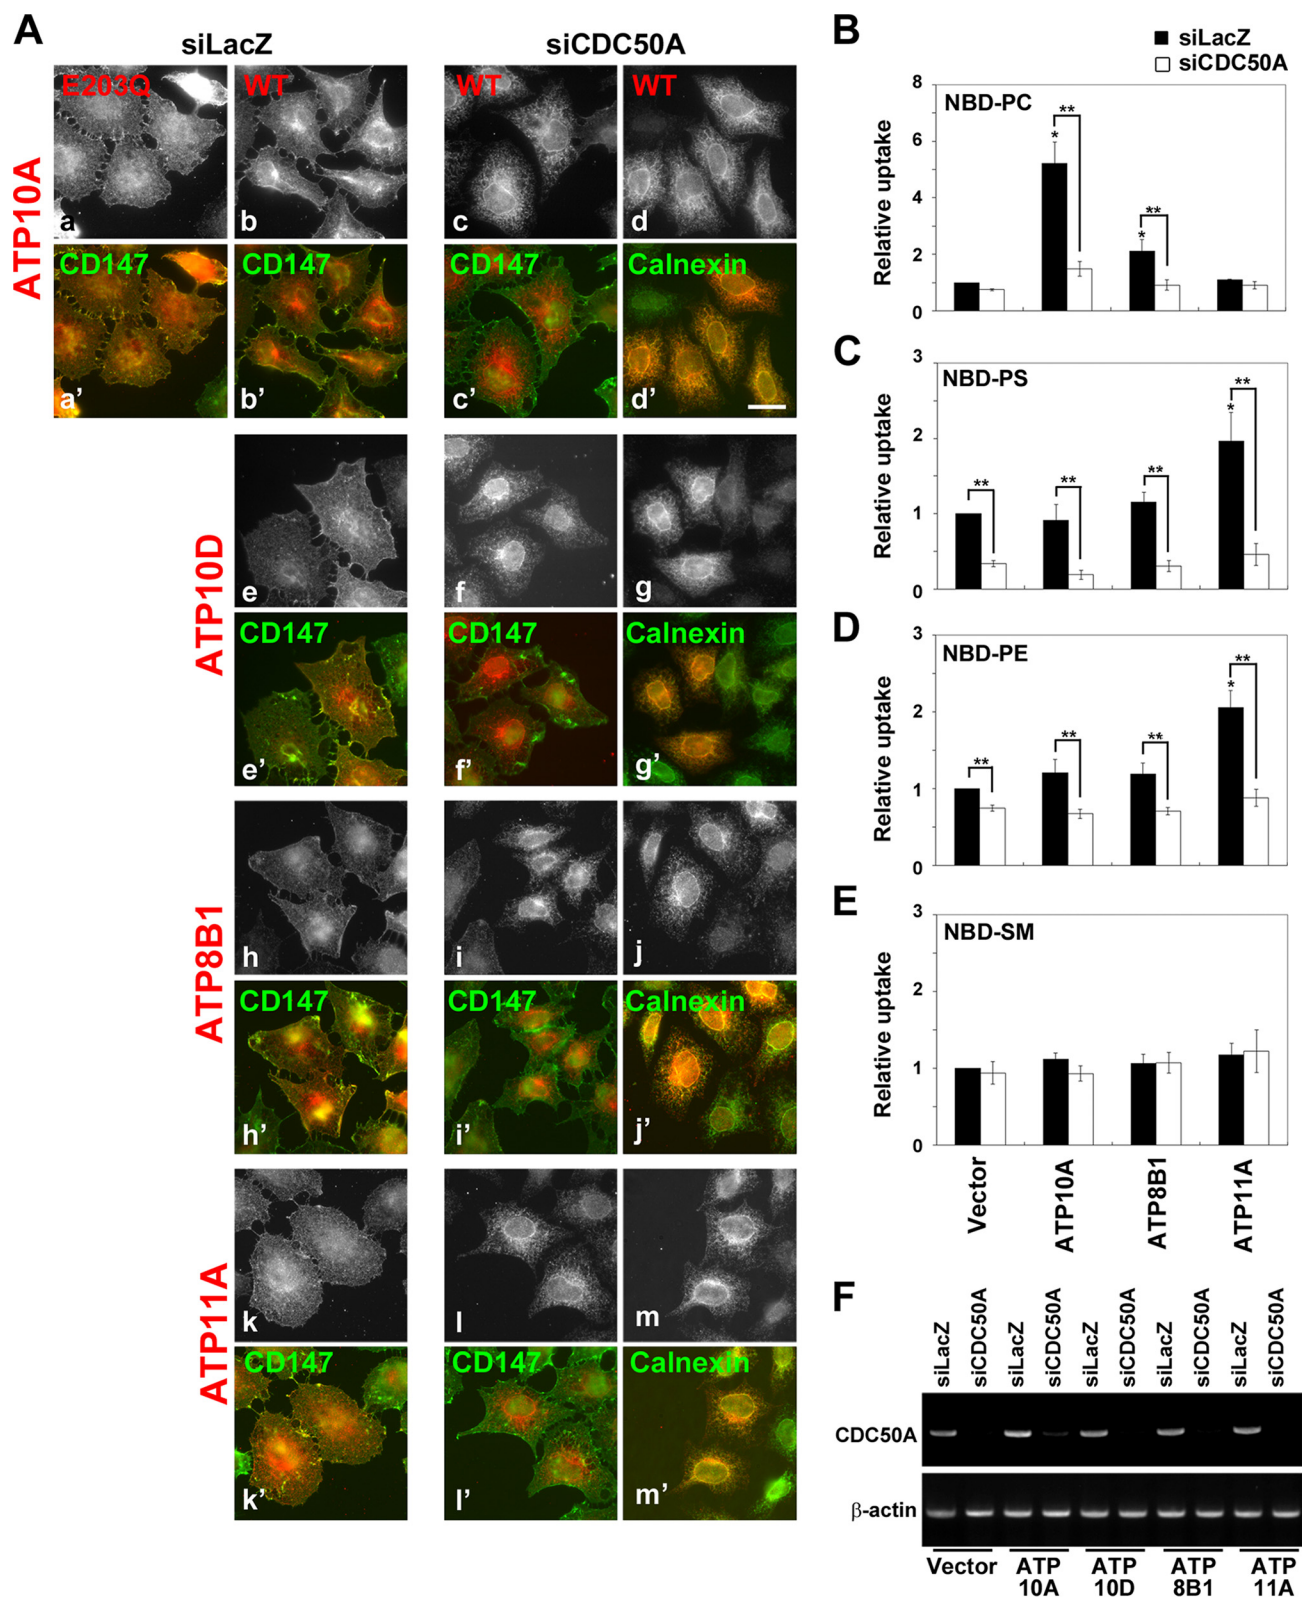 A
siLacZ
siCDC50A
ATP10A
E203Q
WT
WT
WT
a
b
c
d
CD147
CD147
CD147
Calnexin
a'
b'
c'
d'
ATP10D
e
f
g
CD147
CD147
Calnexin
e'
f'
g'
ATP8B1
h
i
j
CD147
CD147
Calnexin
h'
i'
j'
ATP11A
k
l
m
CD147
CD147
Calnexin
k'
l'
m'
B
siLacZ
siCDC50A
NBD-PC
Relative uptake
8
6
4
2
0
*
**
*
**
C
NBD-PS
Relative uptake
3
2
1
0
**
**
**
*
**
D
NBD-PE
Relative uptake
3
2
1
0
**
**
**
*
**
E
NBD-SM
Relative uptake
3
2
1
0
Vector
ATP10A
ATP8B1
ATP11A
F
siLacZ
siCDC50A
siLacZ
siCDC50A
siLacZ
siCDC50A
siLacZ
siCDC50A
siLacZ
siCDC50A
CDC50A
β-actin
Vector
ATP
10A
ATP
10D
ATP
8B1
ATP
11A